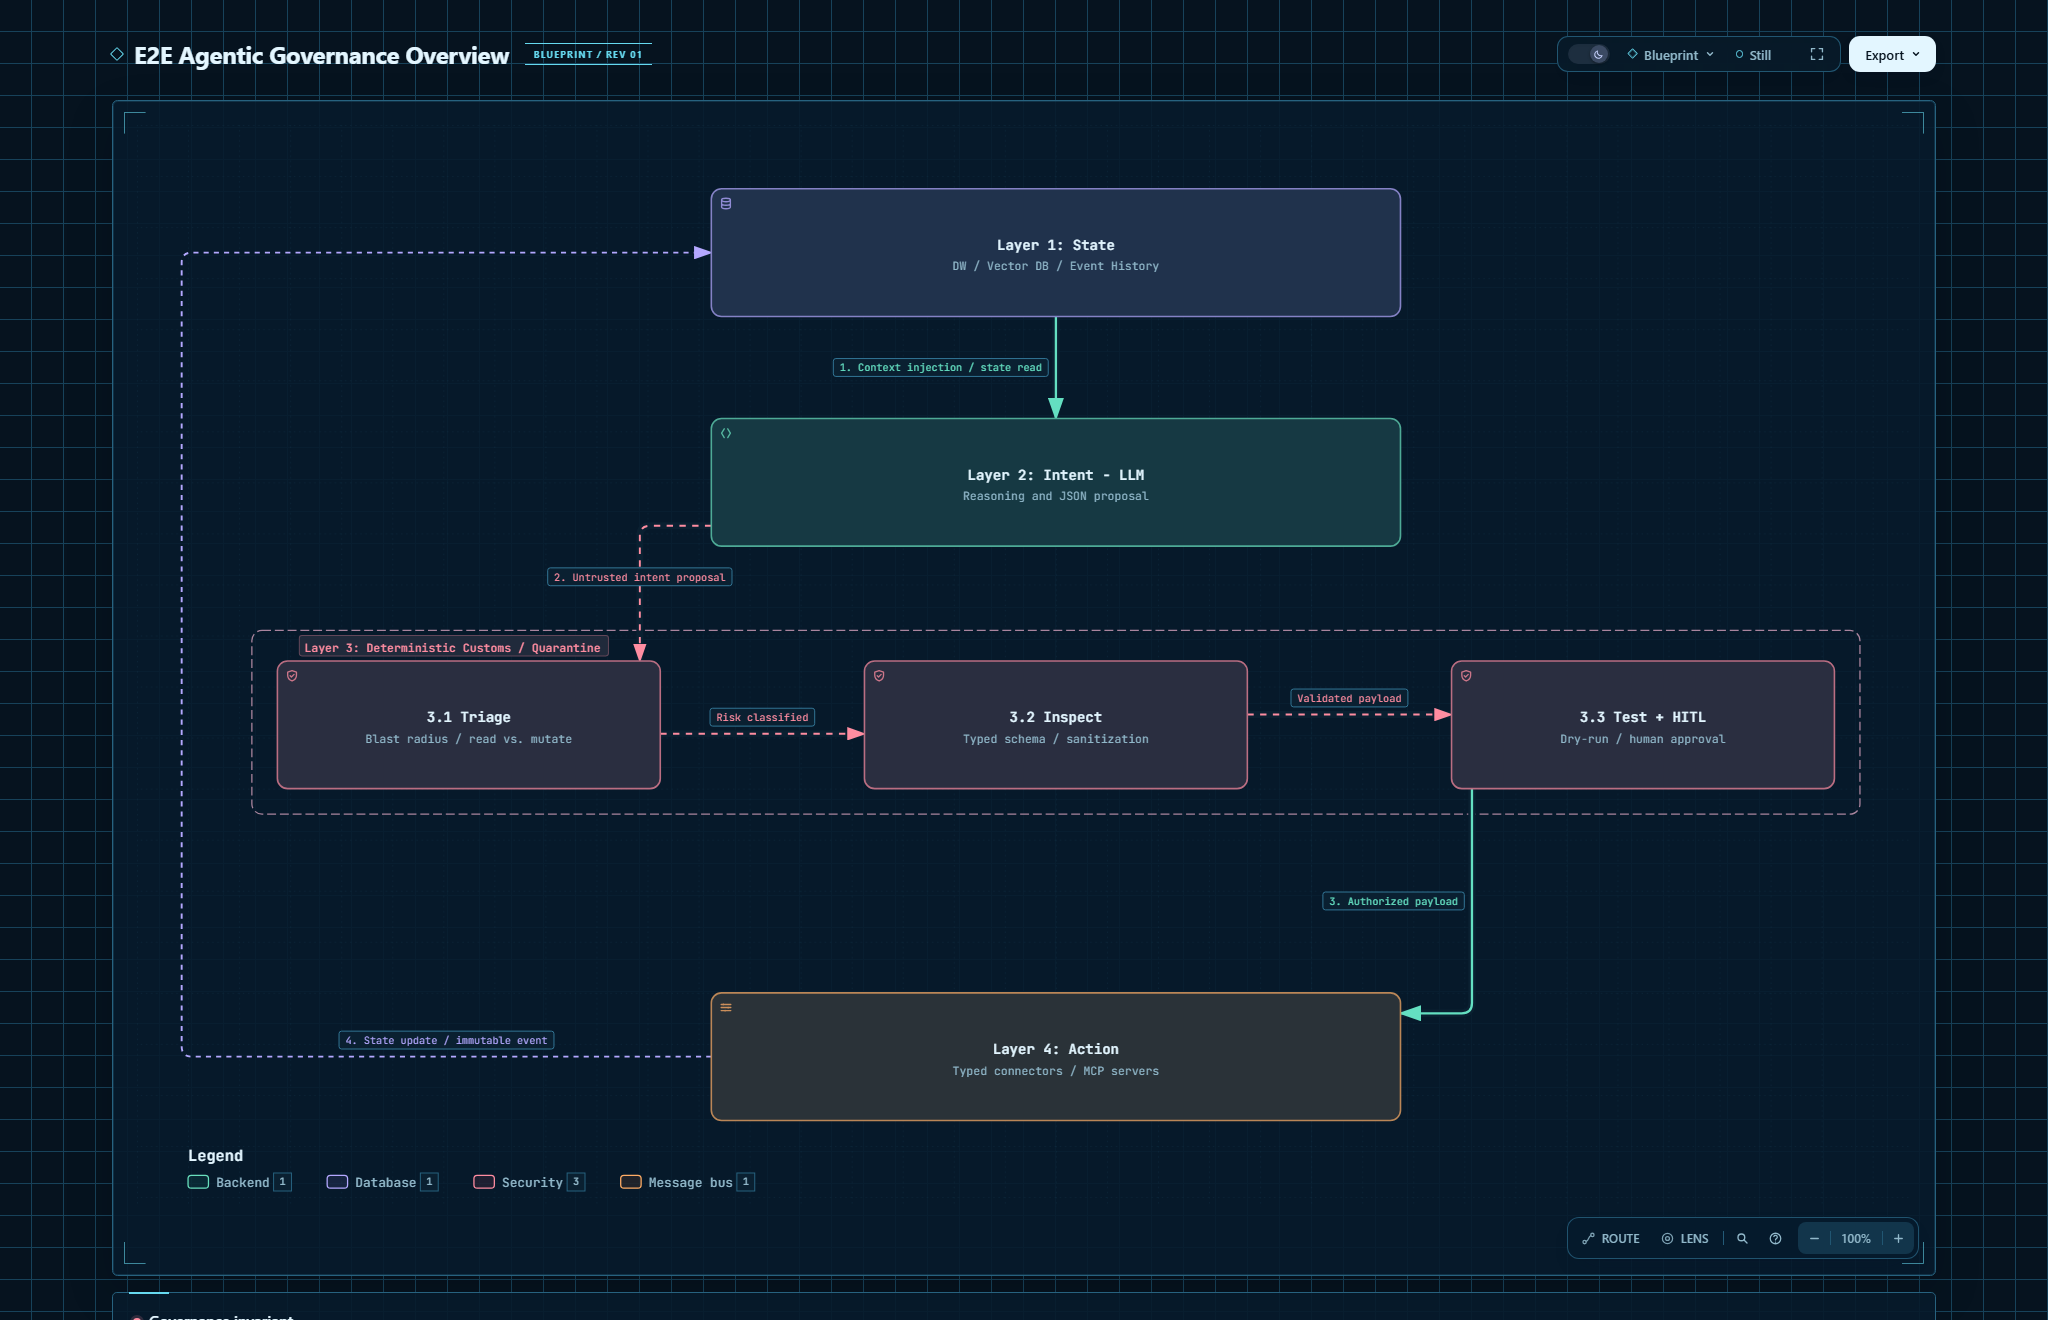 E2E Agentic Governance Overview
BLUEPRINT / REV 01
Blueprint
Still
Export
Layer 1: State
DW / Vector DB / Event History
1. Context injection / state read
Layer 2: Intent - LLM
Reasoning and JSON proposal
2. Untrusted intent proposal
Layer 3: Deterministic Customs / Quarantine
3.1 Triage
Blast radius / read vs. mutate
Risk classified
3.2 Inspect
Typed schema / sanitization
Validated payload
3.3 Test + HITL
Dry-run / human approval
3. Authorized payload
Layer 4: Action
Typed connectors / MCP servers
4. State update / immutable event
Legend
Backend 1
Database 1
Security 3
Message bus 1
ROUTE
LENS
100%
Governance invariant